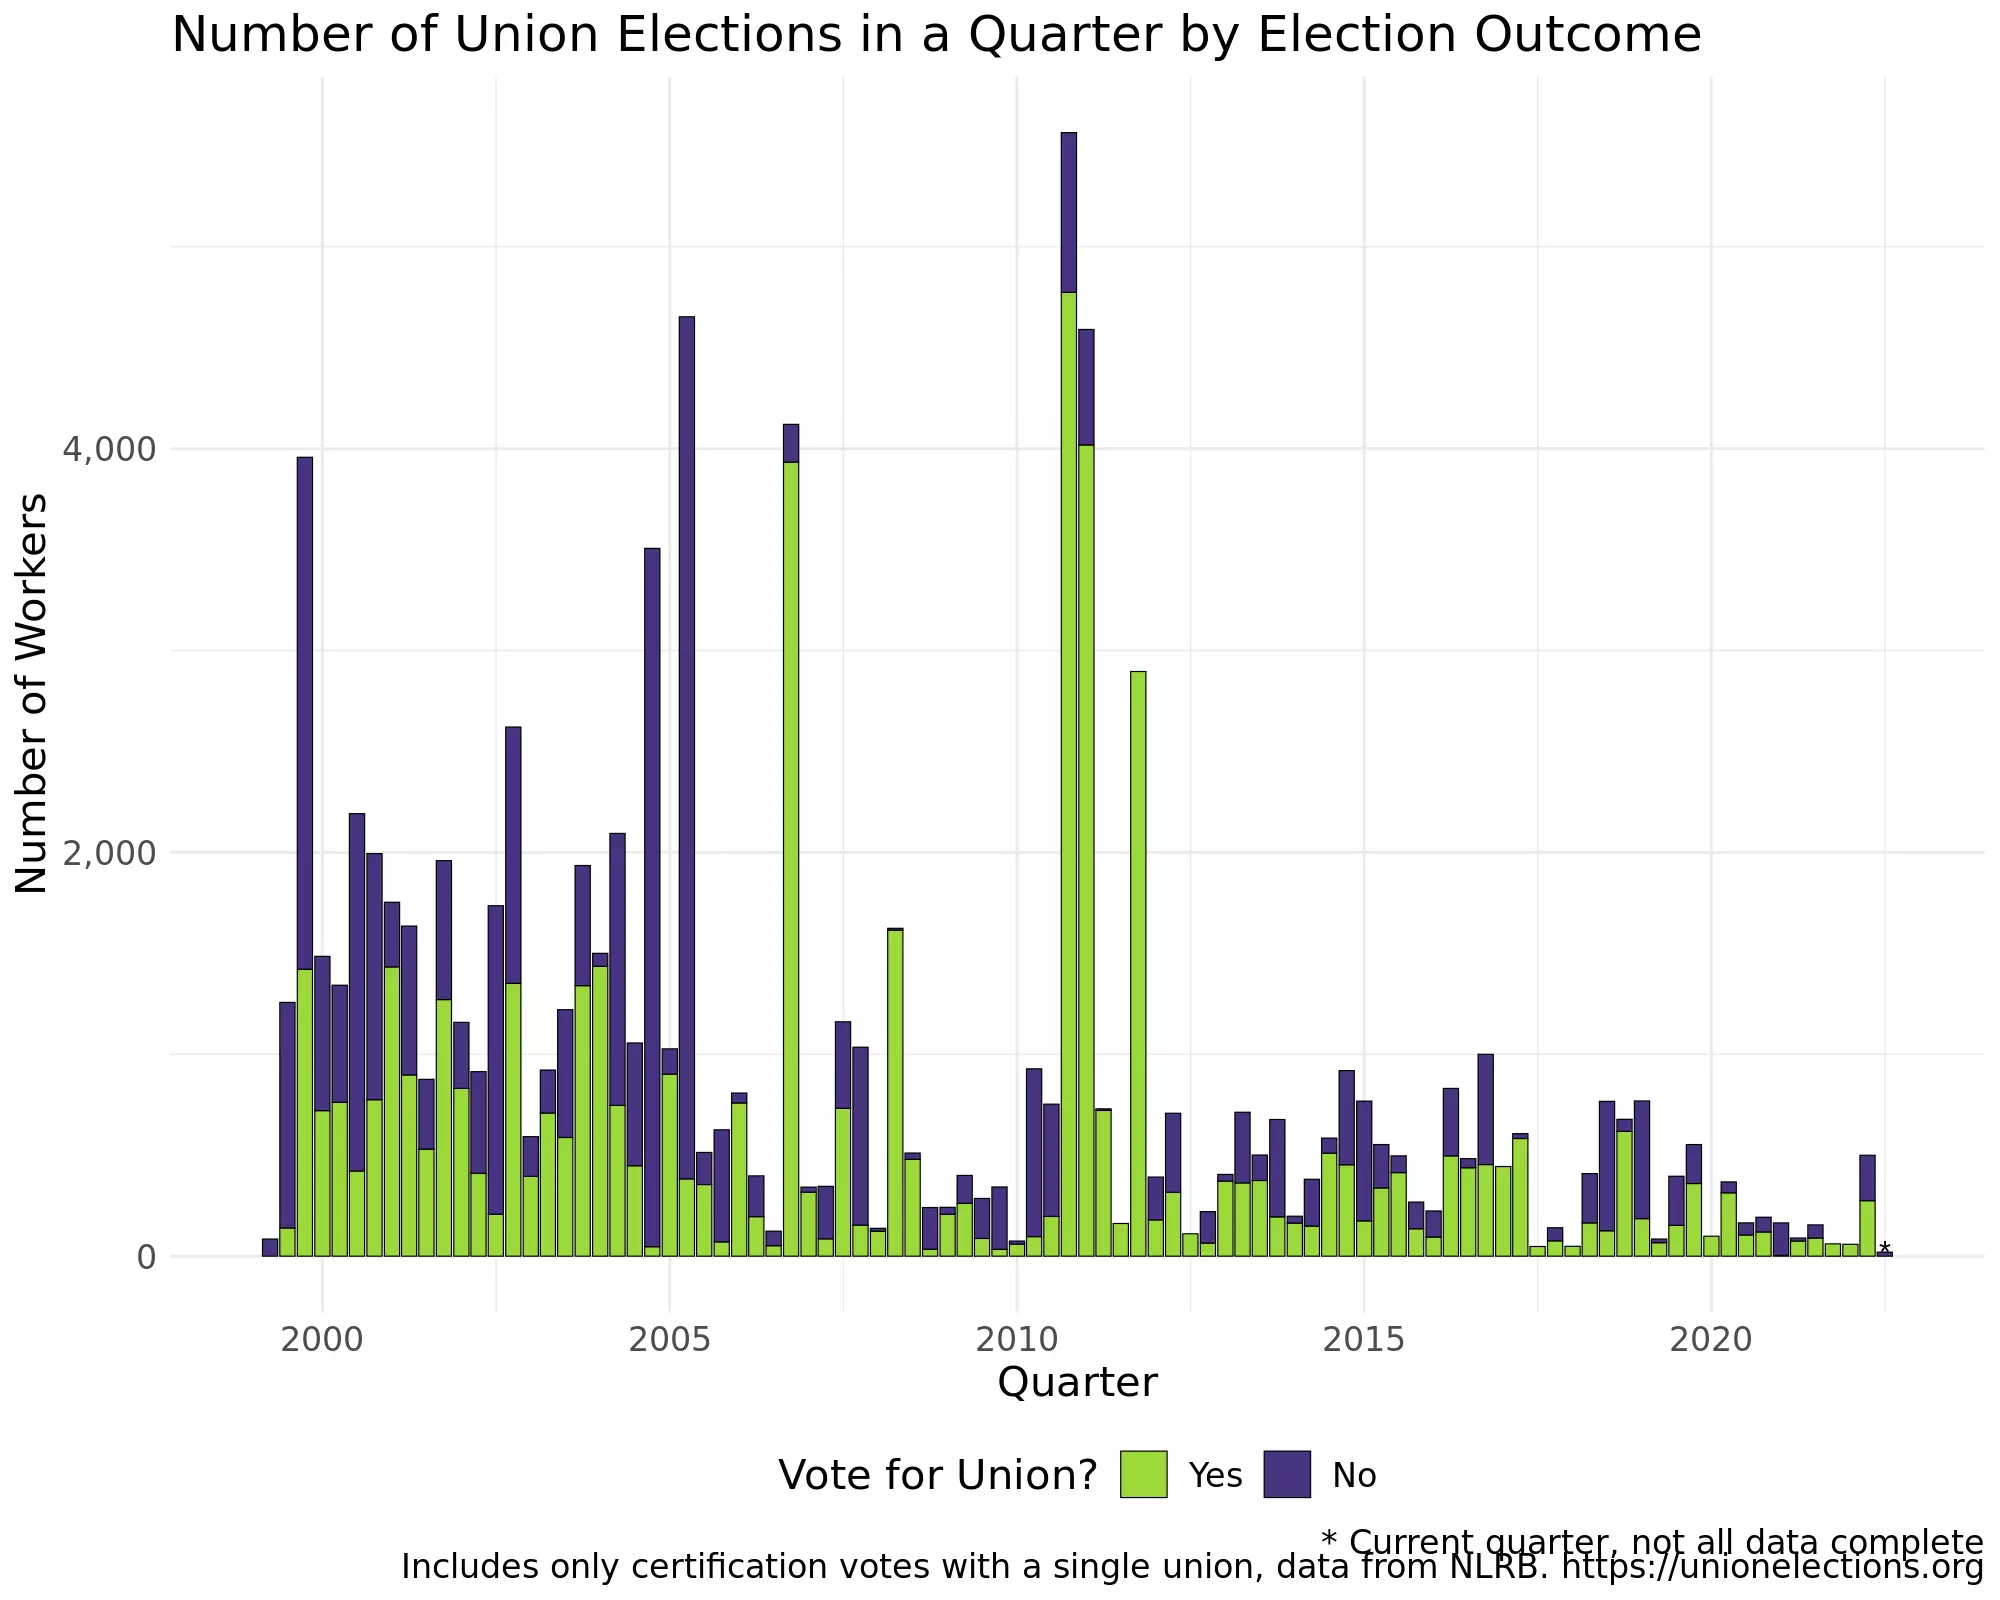 Number of Union Elections in a Quarter by Election Outcome
Number of Workers
4,000
2,000
0
*
2000 2005 2010 2015 2020
Quarter
Vote for Union? Yes No
* Current quarter, not all data complete
Includes only certification votes with a single union, data from NLRB. https://unionelections.org